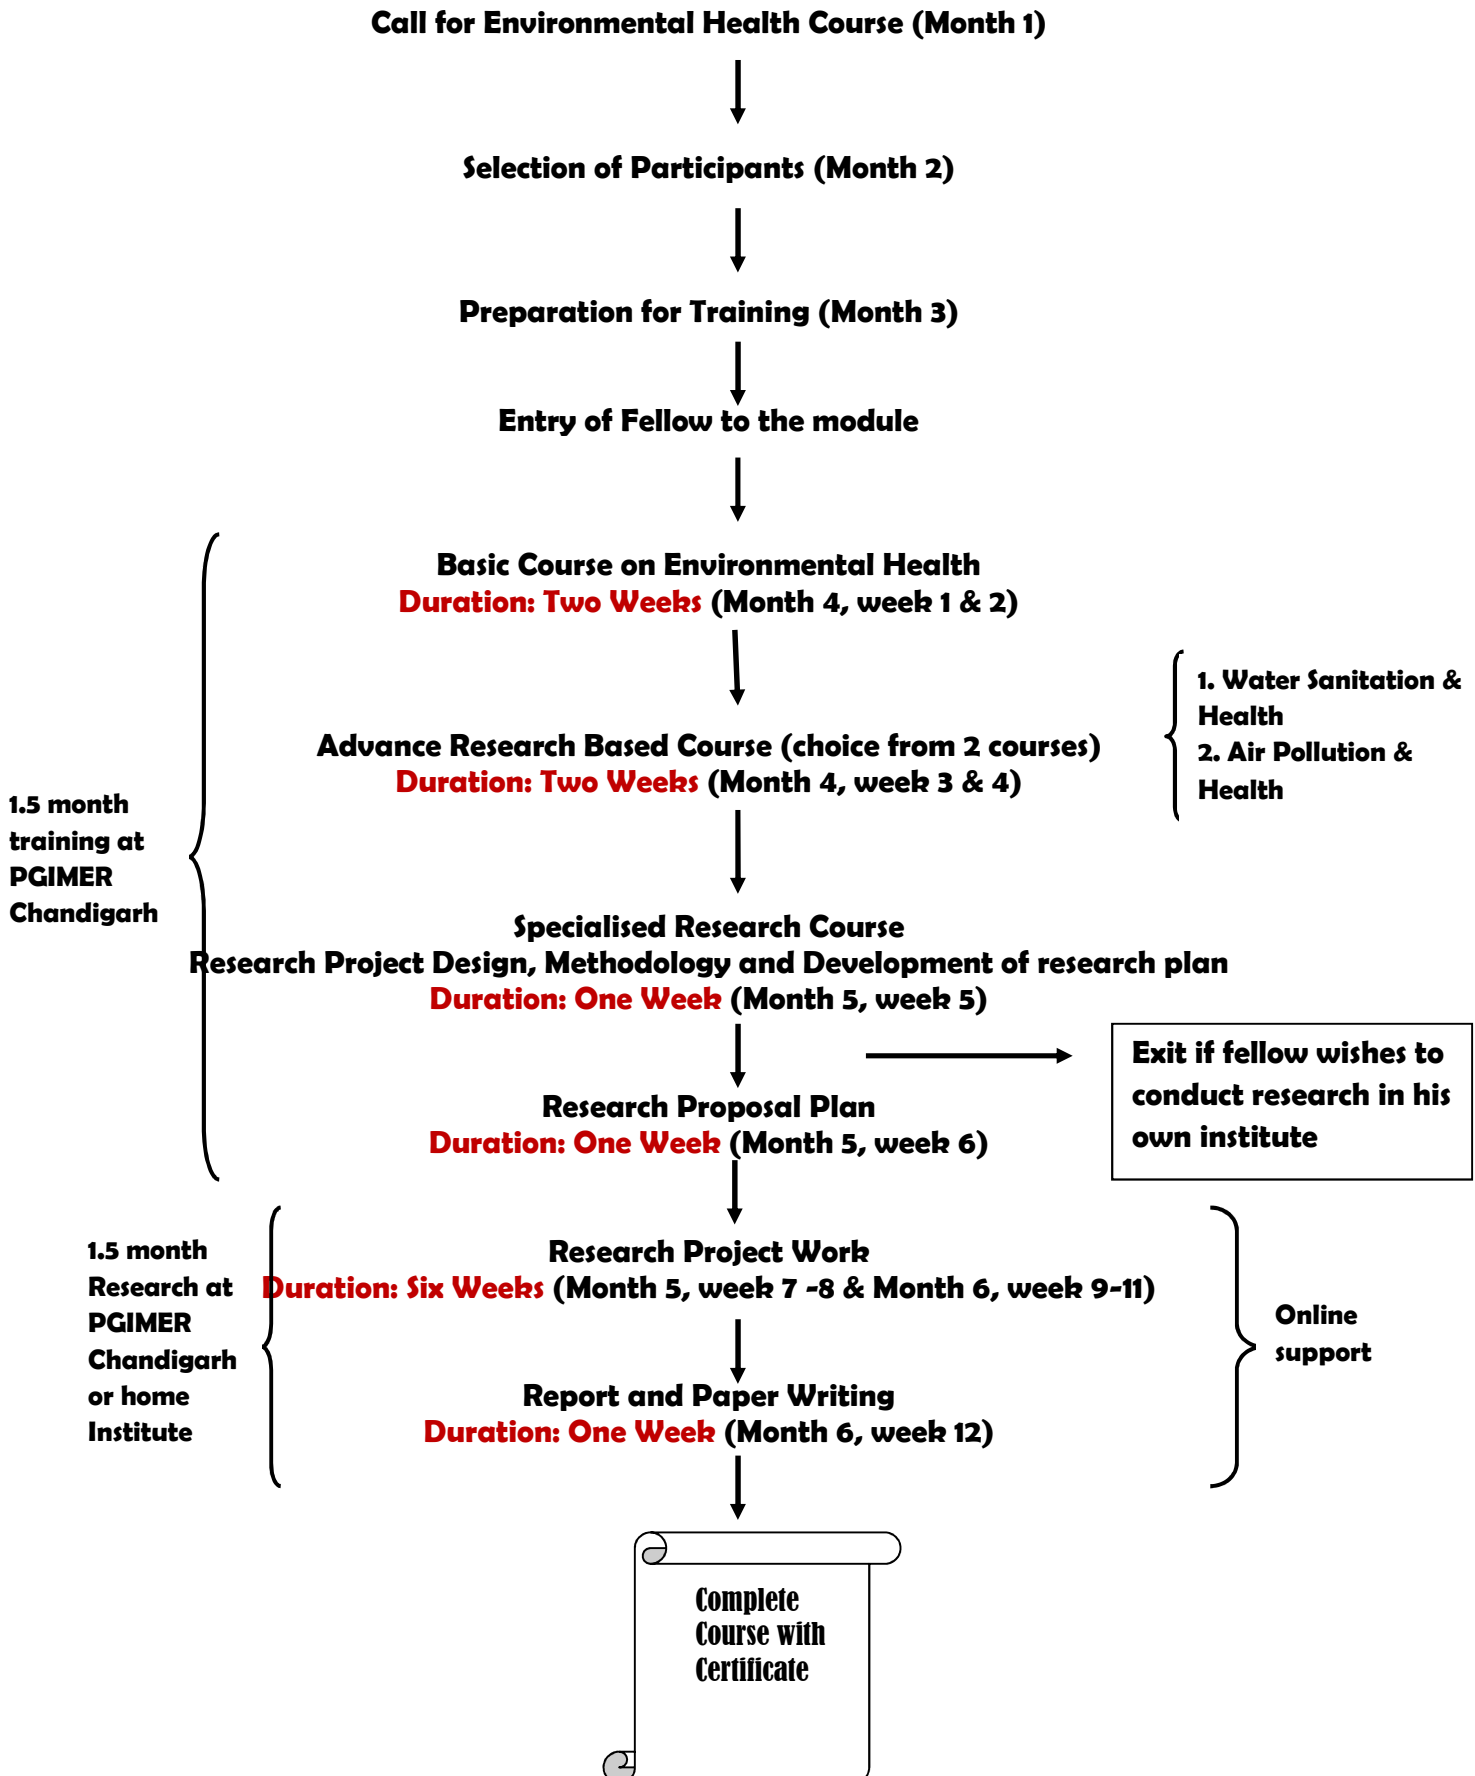 Call for Environmental Health Course (Month 1)
Selection of Participants (Month 2)
Preparation for Training (Month 3)
Entry of Fellow to the module
Basic Course on Environmental Health
Duration: Two Weeks (Month 4, week 1 & 2)
1. Water Sanitation &
Health
2. Air Pollution &
Health
Advance Research Based Course (choice from 2 courses)
Duration: Two Weeks (Month 4, week 3 & 4)
1.5 month
training at
PGIMER
Chandigarh
Specialised Research Course
Research Project Design, Methodology and Development of research plan
Duration: One Week (Month 5, week 5)
Exit if fellow wishes to
conduct research in his
own institute
Research Proposal Plan
Duration: One Week (Month 5, week 6)
1.5 month
Research at
PGIMER
Chandigarh
or home
Institute
Research Project Work
Duration: Six Weeks (Month 5, week 7 -8 & Month 6, week 9-11)
Online
support
Report and Paper Writing
Duration: One Week (Month 6, week 12)
Complete
Course with
Certificate